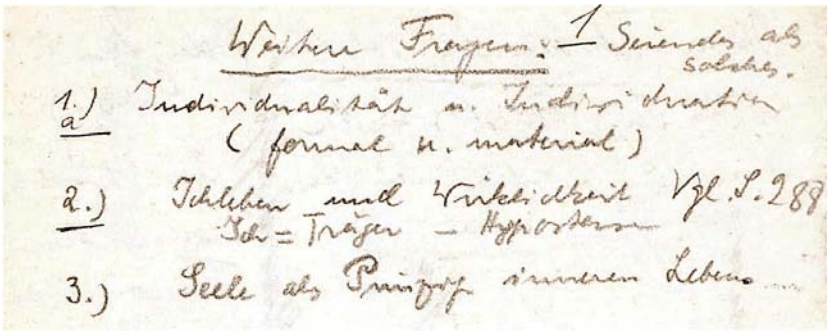 Weitere Fragen: 1 Seiendes als
solches.
1.) Individualität u. Individuation
a
( formal u. material )
2.) Ichleben und Wirklichkeit Vgl. S. 288
Ich = Träger – Hypostase
3.) Seele als Prinzip inneren Lebens